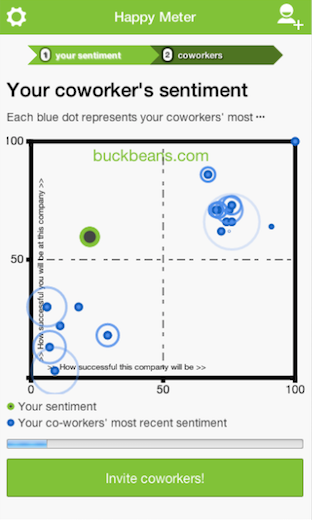 Happy Meter
1 your sentiment 2 coworkers
Your coworker's sentiment
Each blue dot represents your coworkers' most ...
100
buckbeans.com
50
>> How successful you will be at this company >>
>> How successful this company will be >>
0 50 100
Your sentiment
Your co-workers' most recent sentiment
Invite coworkers!